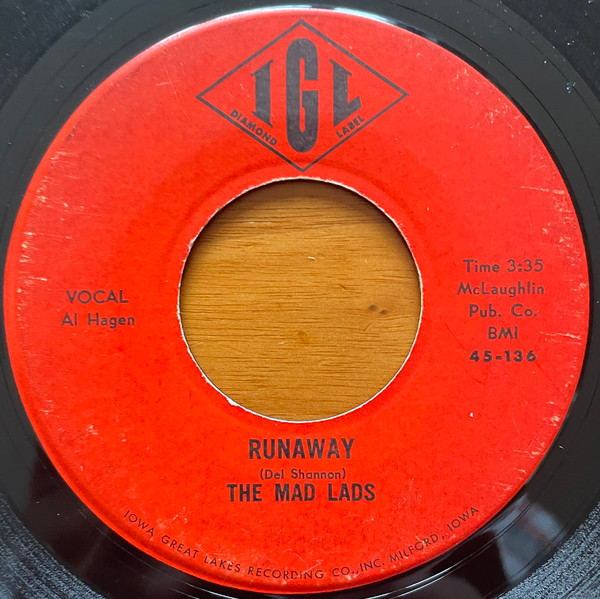 IGL
DIAMOND LABEL
VOCAL
Al Hagen
Time 3:35
McLaughlin
Pub. Co.
BMI
45-136
RUNAWAY
(Del Shannon)
THE MAD LADS
IOWA GREAT LAKES RECORDING CO., INC. MILFORD, IOWA